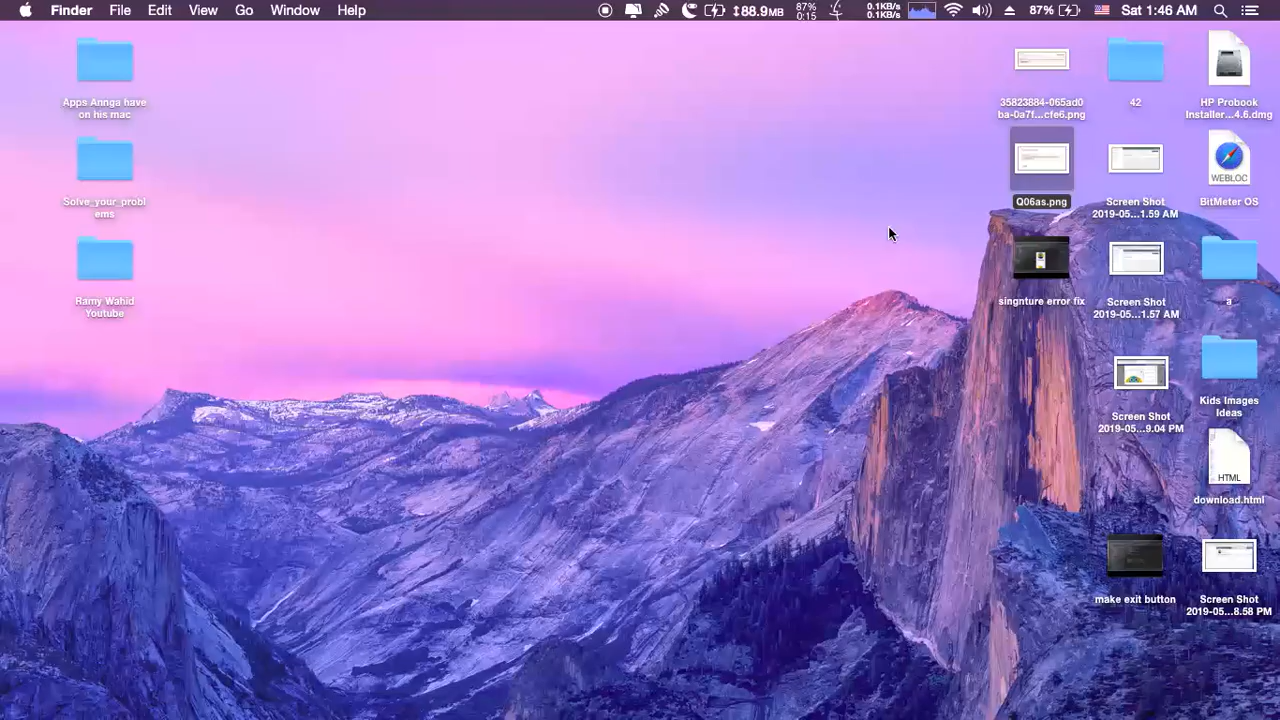 Finder File Edit View Go Window Help
88.9MB 87% 0:15 0.1KB/s 0.1KB/s 87% Sat 1:46 AM
Apps Annga have
on his mac
Solve_your_probl
ems
Ramy Wahid
Youtube
35823884-065ad0
ba-0a7f...cfe6.png
Q06as.png
singnture error fix
42
Screen Shot
2019-05...1.59 AM
Screen Shot
2019-05...1.57 AM
Screen Shot
2019-05...9.04 PM
make exit button
HP Probook
Installer...4.6.dmg
WEBLOC
BitMeter OS
a
Kids Images
Ideas
HTML
download.html
Screen Shot
2019-05...8.58 PM